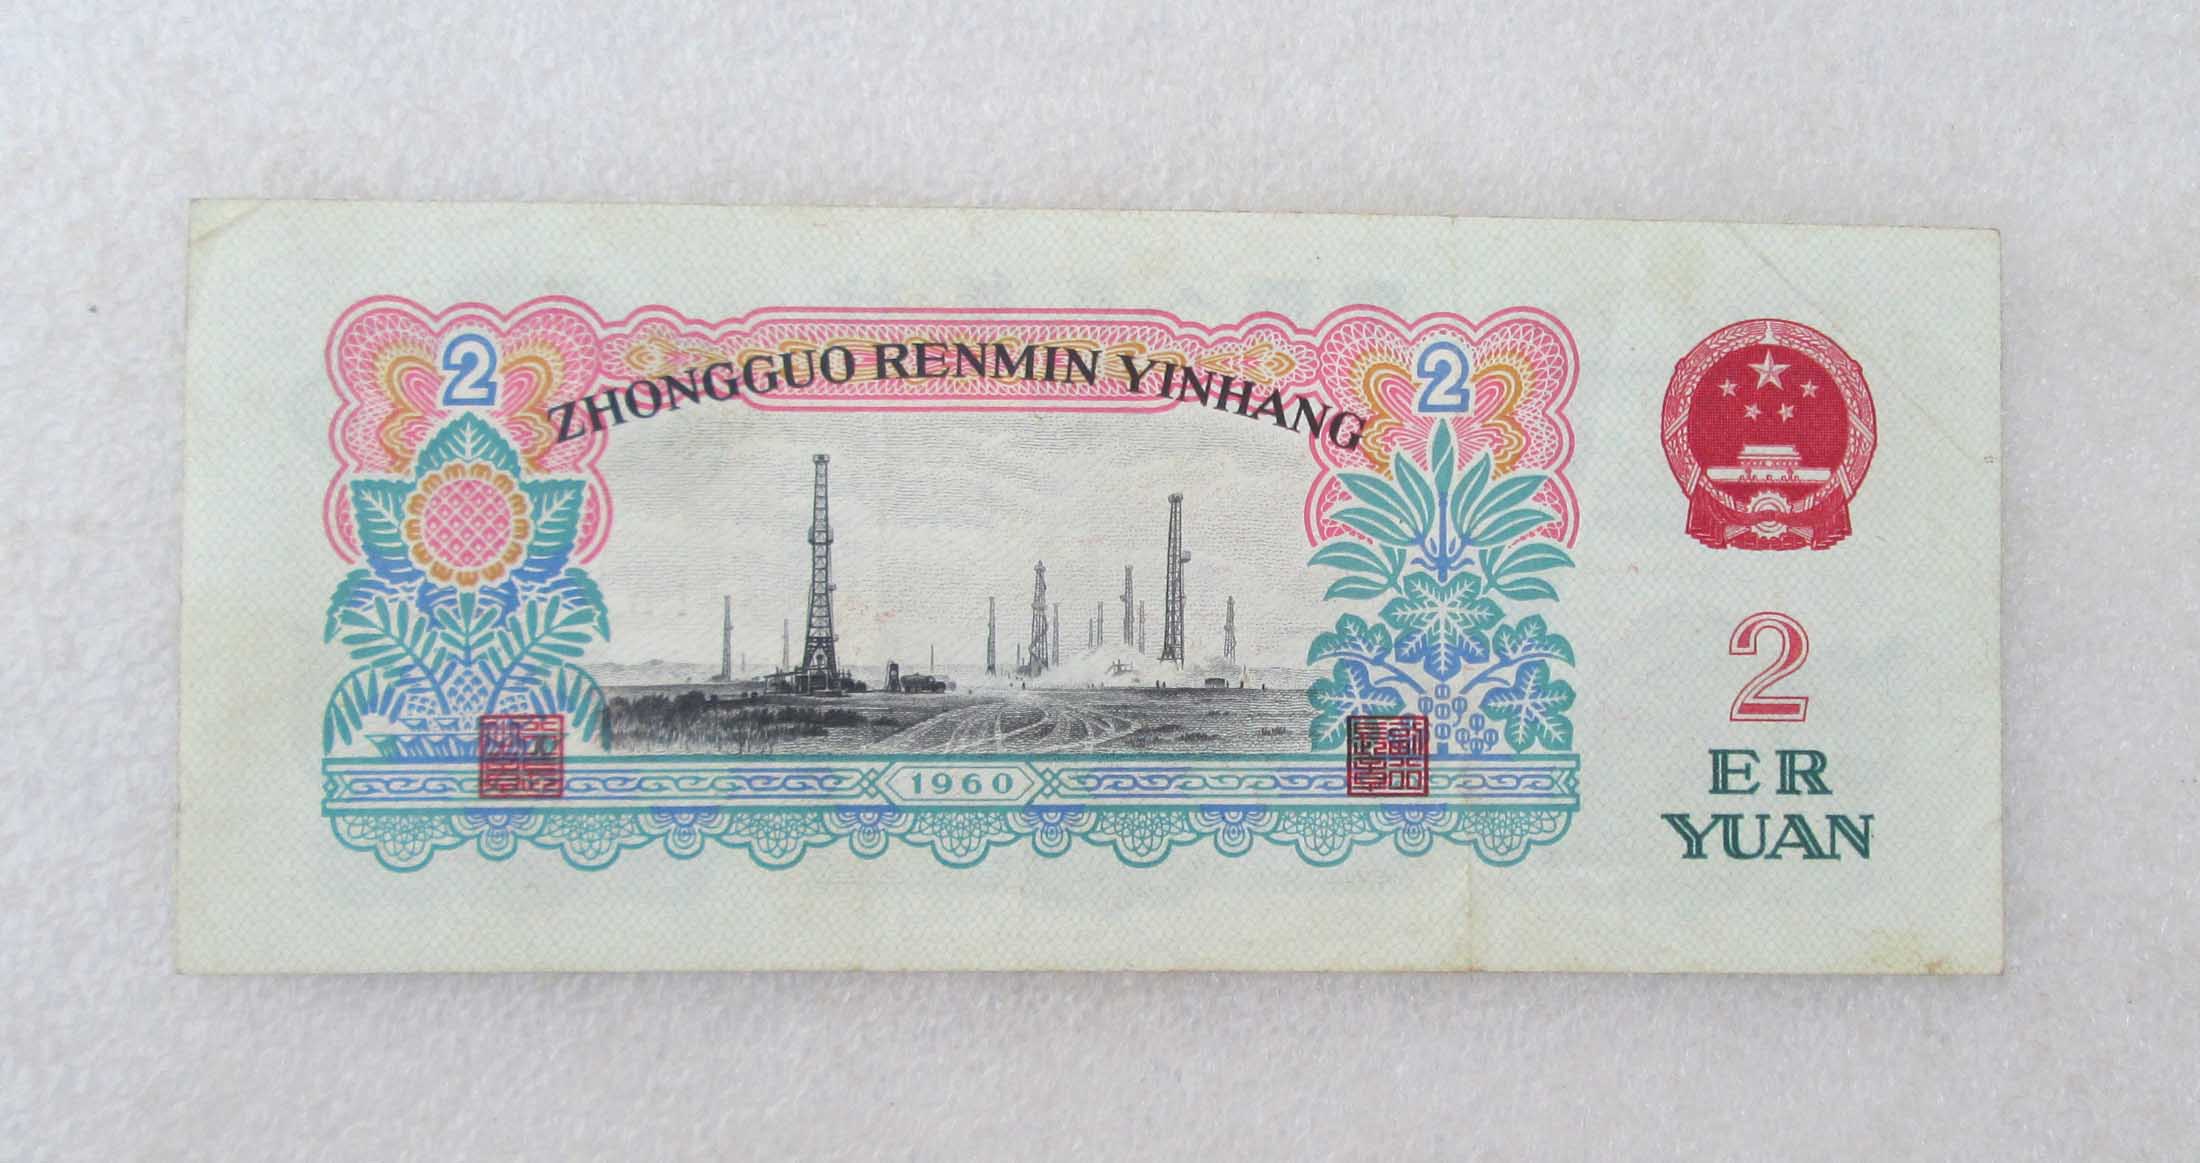 2
2
ZHONGGUO RENMIN YINHANG
1960
2
ER
YUAN